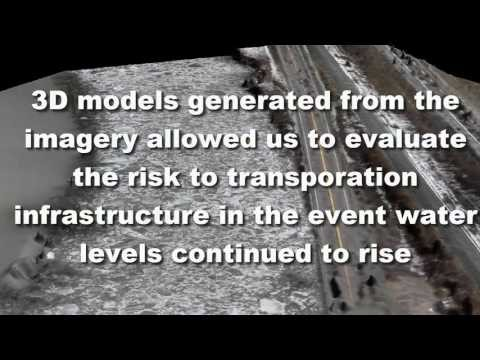 3D models generated from the
imagery allowed us to evaluate
the risk to transporation
infrastructure in the event water
levels continued to rise